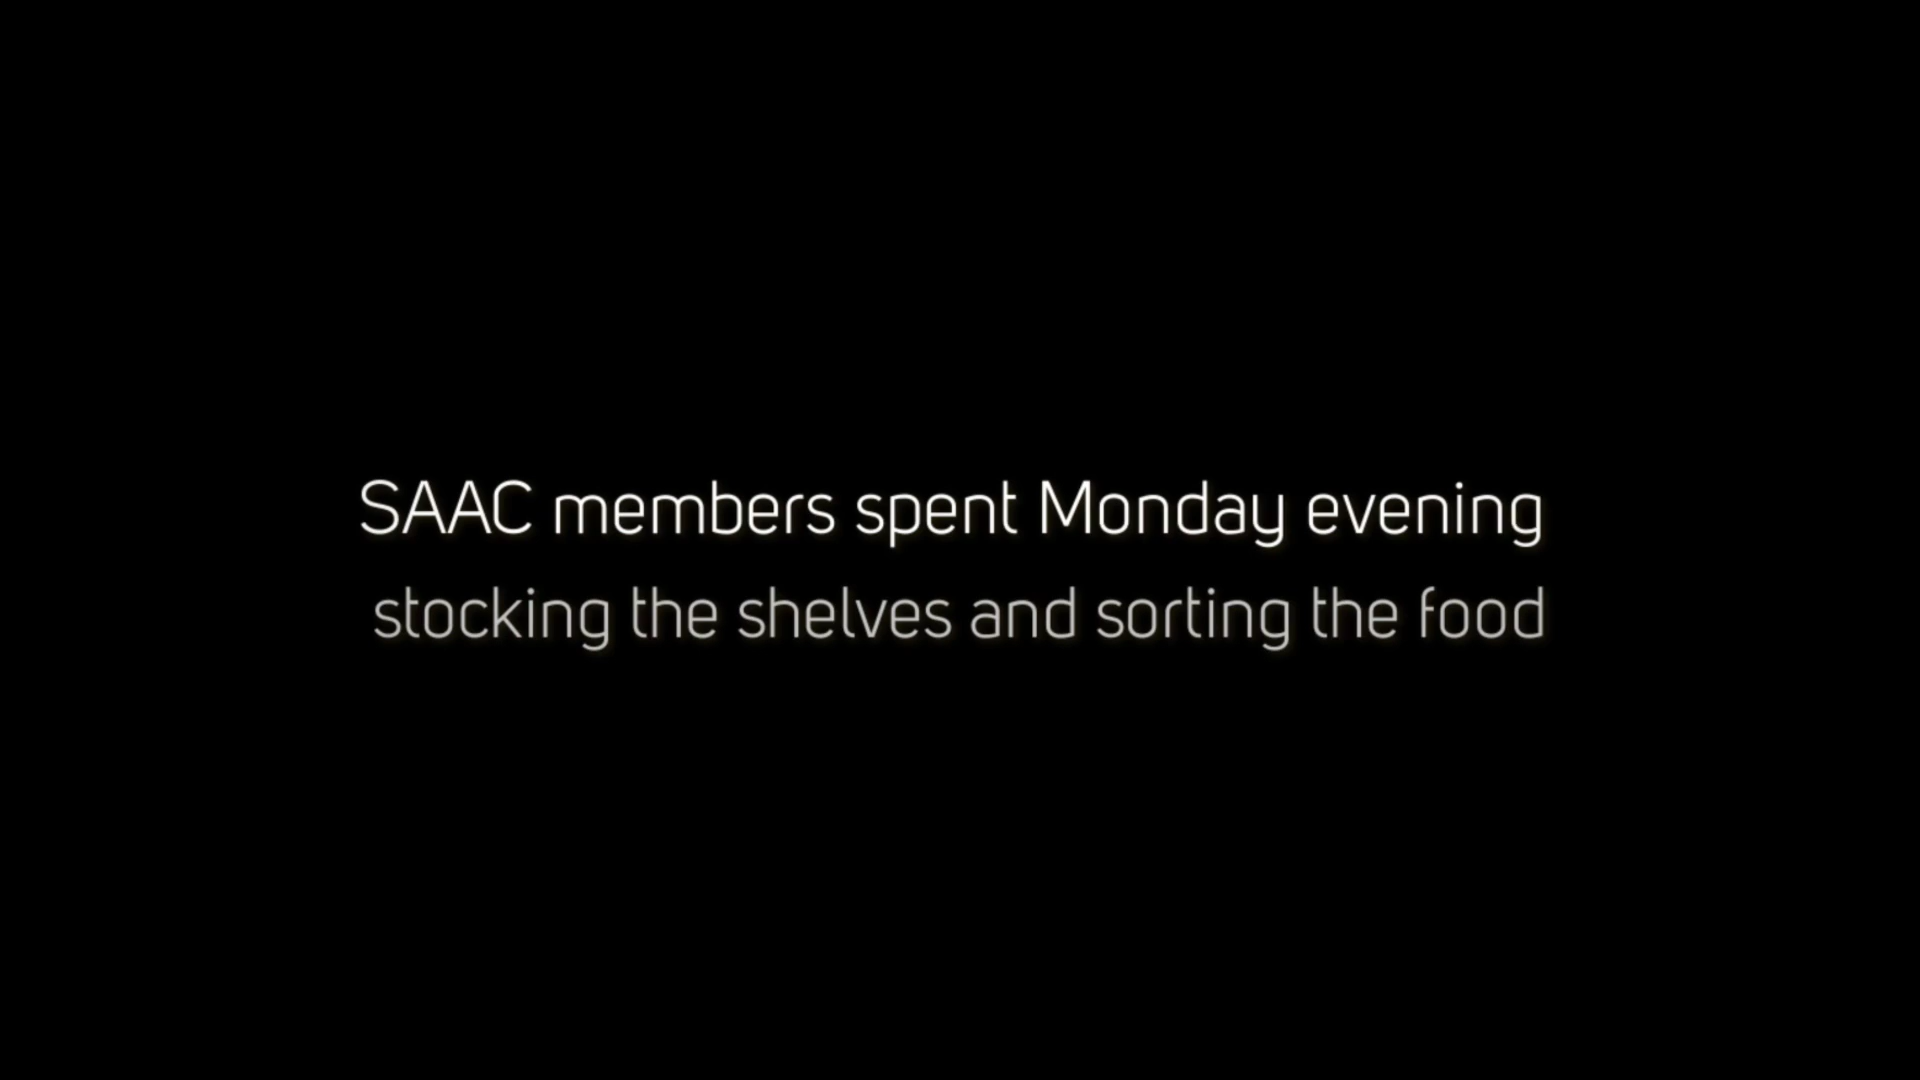 SAAC members spent Monday evening
stocking the shelves and sorting the food